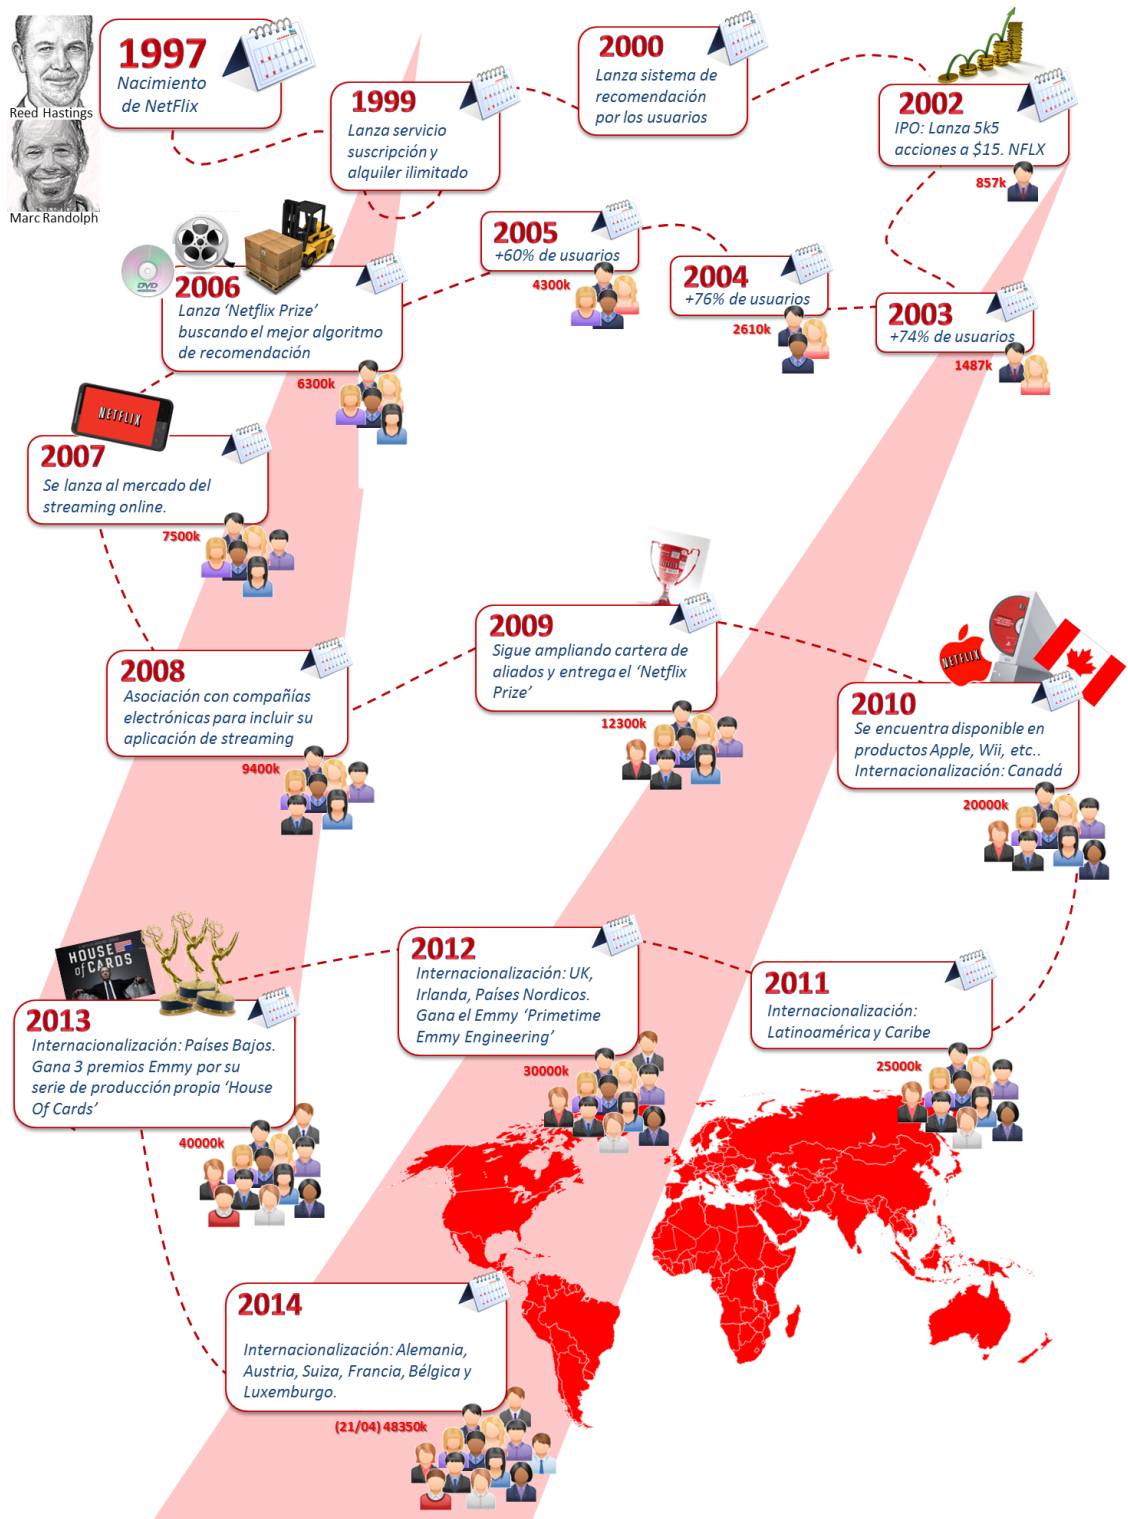 Reed Hastings
Marc Randolph
1997
Nacimiento
de NetFlix
1999
Lanza servicio
suscripción y
alquiler ilimitado
2000
Lanza sistema de
recomendación
por los usuarios
2002
IPO: Lanza 5k5
acciones a $15. NFLX
857k
2003
+74% de usuarios
1487k
2004
+76% de usuarios
2610k
2005
+60% de usuarios
4300k
DVD
2006
Lanza ‘Netflix Prize’
buscando el mejor algoritmo
de recomendación
6300k
NETFLIX
2007
Se lanza al mercado del
streaming online.
7500k
2008
Asociación con compañías
electrónicas para incluir su
aplicación de streaming
9400k
2009
Sigue ampliando cartera de
aliados y entrega el ‘Netflix
Prize’
12300k
NETFLIX
2010
Se encuentra disponible en
productos Apple, Wii, etc..
Internacionalización: Canadá
20000k
2011
Internacionalización:
Latinoamérica y Caribe
25000k
2012
Internacionalización: UK,
Irlanda, Países Nordicos.
Gana el Emmy ‘Primetime
Emmy Engineering’
30000k
HOUSE
of CARDS
2013
Internacionalización: Países Bajos.
Gana 3 premios Emmy por su
serie de producción propia ‘House
Of Cards’
40000k
2014
Internacionalización: Alemania,
Austria, Suiza, Francia, Bélgica y
Luxemburgo.
(21/04) 48350k